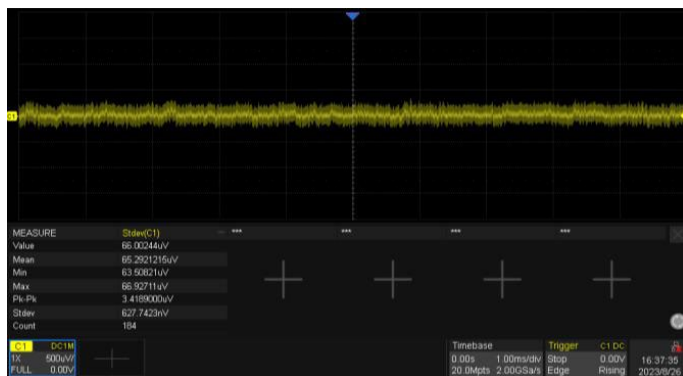 C1
MEASURE Stdev(C1) *** *** *** ***
Value 66.00244uV
Mean 65.2921215uV
Min 63.50821uV
Max 66.92711uV
Pk-Pk 3.4189000uV
Stdev 627.7423nV
Count 184
C1 DC1M Timebase Trigger C1 DC
1X 500uV/ 0.00s 1.00ms/div Stop 0.00V 16:37:35
FULL 0.00V 20.0Mpts 2.00GSa/s Edge Rising 2023/8/26